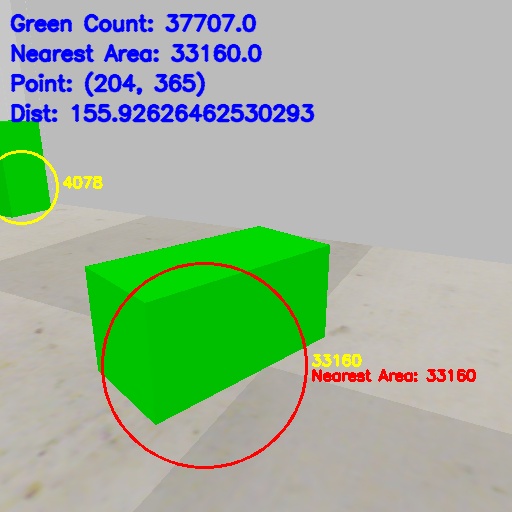 Green Count: 37707.0
Nearest Area: 33160.0
Point: (204, 365)
Dist: 155.92626462530293
4078
33160
Nearest Area: 33160